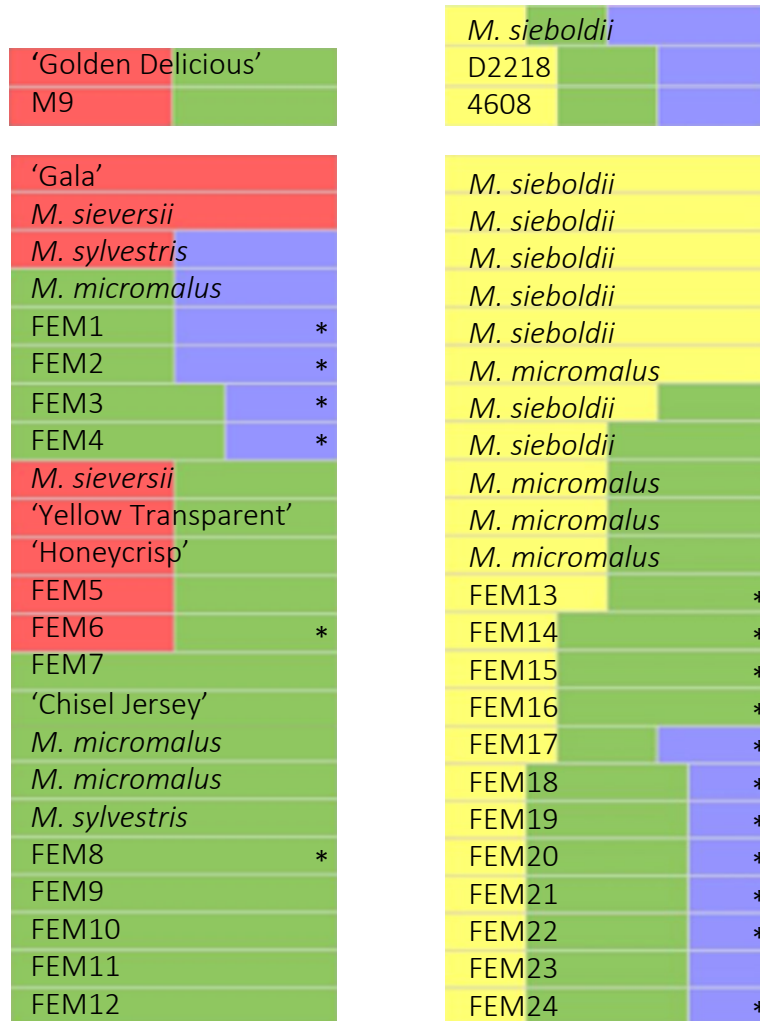 ‘Golden Delicious’
M9
‘Gala’
M. sieversii
M. sylvestris
M. micromalus
FEM1 *
FEM2 *
FEM3 *
FEM4 *
M. sieversii
‘Yellow Transparent’
‘Honeycrisp’
FEM5
FEM6 *
FEM7
‘Chisel Jersey’
M. micromalus
M. micromalus
M. sylvestris
FEM8 *
FEM9
FEM10
FEM11
FEM12
M. sieboldii
D2218
4608
M. sieboldii
M. sieboldii
M. sieboldii
M. sieboldii
M. sieboldii
M. micromalus
M. sieboldii
M. sieboldii
M. micromalus
M. micromalus
M. micromalus
FEM13 *
FEM14 *
FEM15 *
FEM16 *
FEM17 *
FEM18 *
FEM19 *
FEM20 *
FEM21 *
FEM22 *
FEM23
FEM24 *